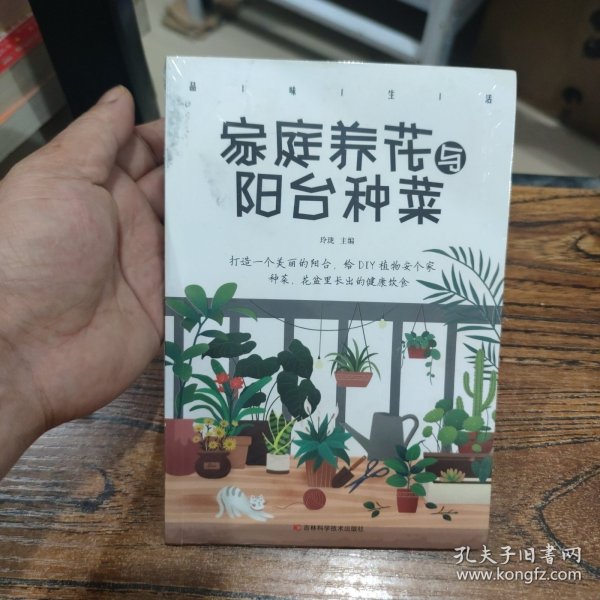 品 | 味 | 生 | 活
家庭养花与
阳台种菜
玲珑 主编
打造一个美丽的阳台,给DIY植物安个家
种菜,花盆里长出的健康饮食
吉林科学技术出版社
孔夫子旧书网
www.kongfz.com